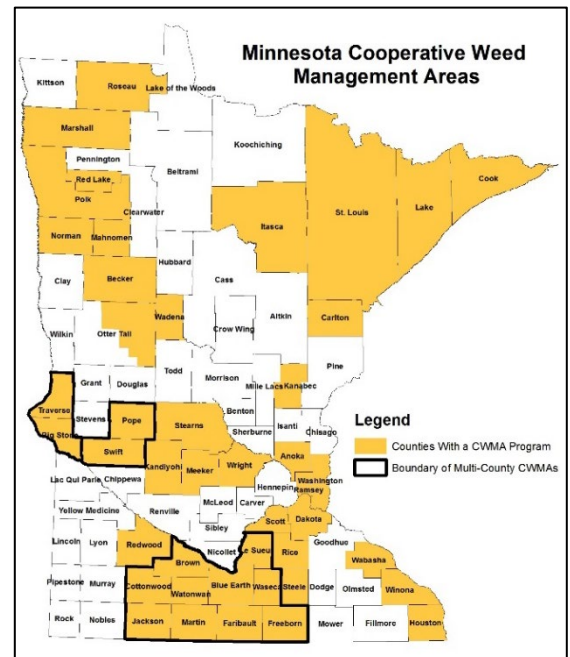 Minnesota Cooperative Weed
Management Areas
Kittson
Roseau
Lake of the Woods
Marshall
Koochiching
Pennington
Beltrami
Red Lake
Polk
Clearwater
Cook
Lake
St. Louis
Itasca
Norman
Mahnomen
Hubbard
Cass
Clay
Becker
Aitkin
Crow Wing
Wadena
Carlton
Wilkin
Otter Tail
Pine
Todd
Morrison
Mille Lacs
Kanabec
Grant
Douglas
Traverse
Stevens
Pope
Benton
Isanti
Chisago
Big Stone
Stearns
Sherburne
Swift
Anoka
Kandiyohi
Meeker
Wright
Washington
Ramsey
Hennepin
Lac Qui Parle
Chippewa
McLeod
Carver
Yellow Medicine
Renville
Scott
Dakota
Sibley
Lincoln
Lyon
Redwood
Nicollet
Le Sueur
Rice
Goodhue
Wabasha
Brown
Pipestone
Murray
Cottonwood
Watonwan
Blue Earth
Waseca
Steele
Dodge
Olmsted
Winona
Rock
Nobles
Jackson
Martin
Faribault
Freeborn
Mower
Fillmore
Houston
Legend
Counties With a CWMA Program
Boundary of Multi-County CWMAs